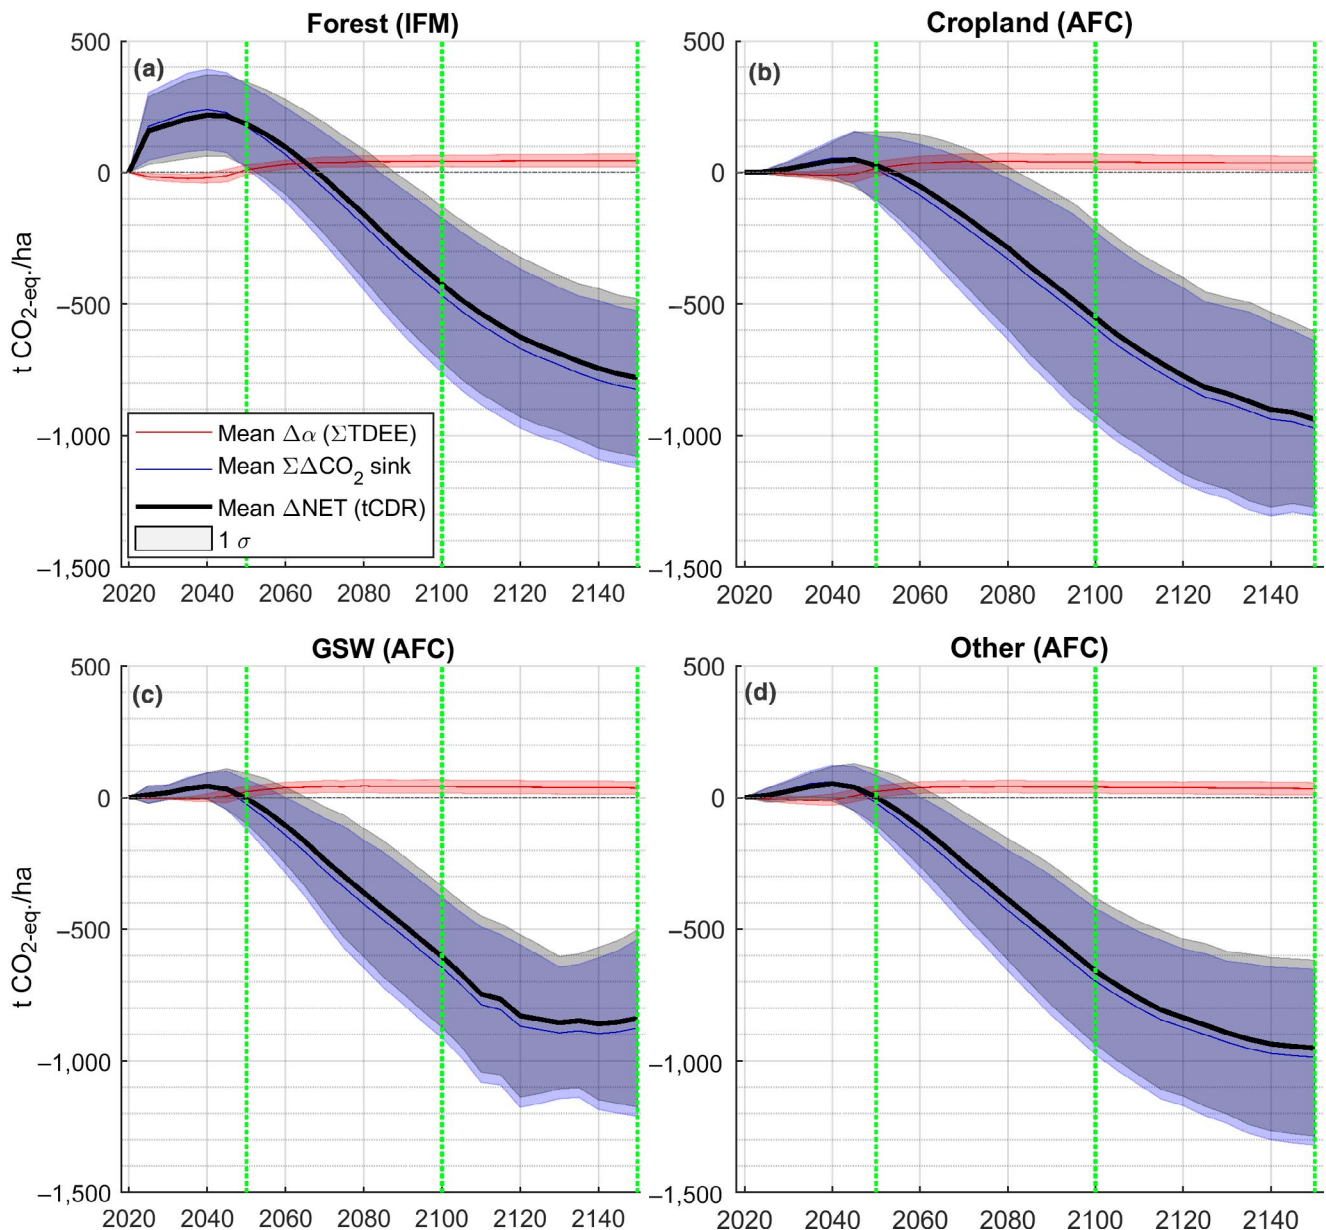 Forest (IFM)
Cropland (AFC)
(a)
(b)
500
0
–500
–1,000
–1,500
t CO2-eq./ha
Mean Δα (ΣTDEE)
Mean ΣΔCO2 sink
Mean ΔNET (tCDR)
1 σ
2020 2040 2060 2080 2100 2120 2140
500
0
–500
–1,000
–1,500
2020 2040 2060 2080 2100 2120 2140
GSW (AFC)
Other (AFC)
(c)
(d)
500
0
–500
–1,000
–1,500
t CO2-eq./ha
2020 2040 2060 2080 2100 2120 2140
500
0
–500
–1,000
–1,500
2020 2040 2060 2080 2100 2120 2140